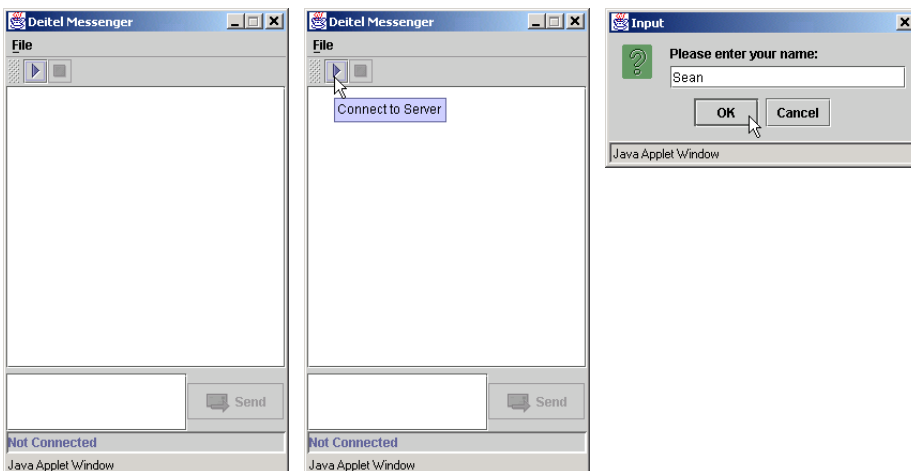 Deitel Messenger
File
Send
Not Connected
Java Applet Window
Deitel Messenger
File
Connect to Server
Send
Not Connected
Java Applet Window
Input
Please enter your name:
Sean
OK
Cancel
Java Applet Window